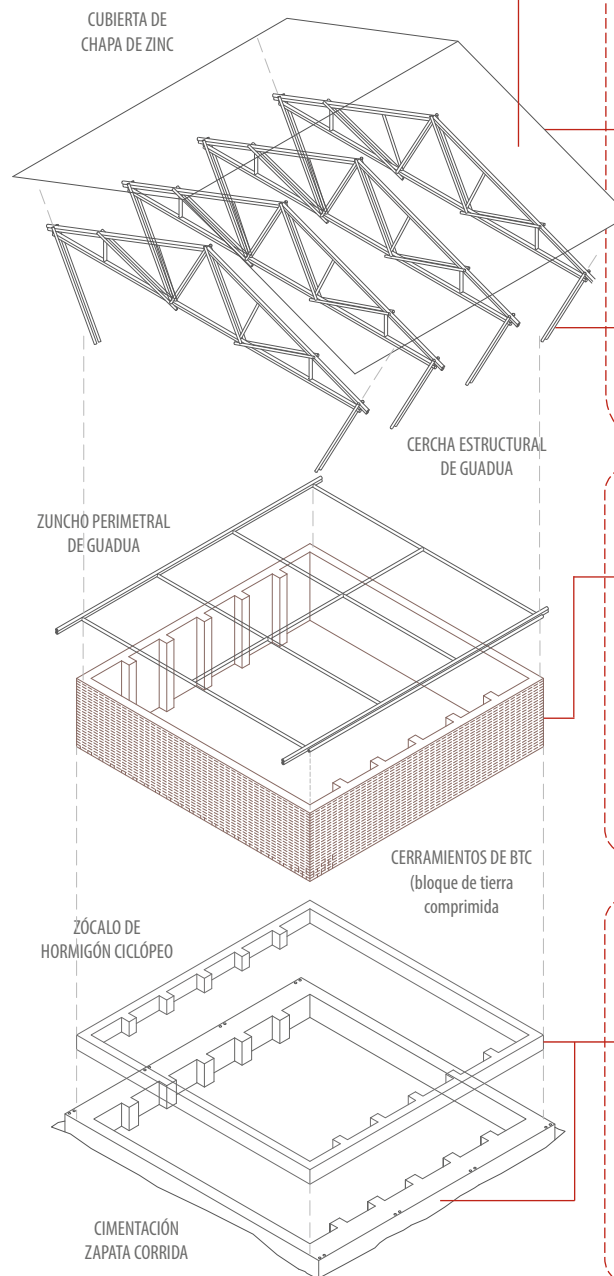 CUBIERTA DE
CHAPA DE ZINC
CERCHA ESTRUCTURAL
DE GUADUA
ZUNCHO PERIMETRAL
DE GUADUA
CERRAMIENTOS DE BTC
(bloque de tierra
comprimida
ZÓCALO DE
HORMIGÓN CICLÓPEO
CIMENTACIÓN
ZAPATA CORRIDA